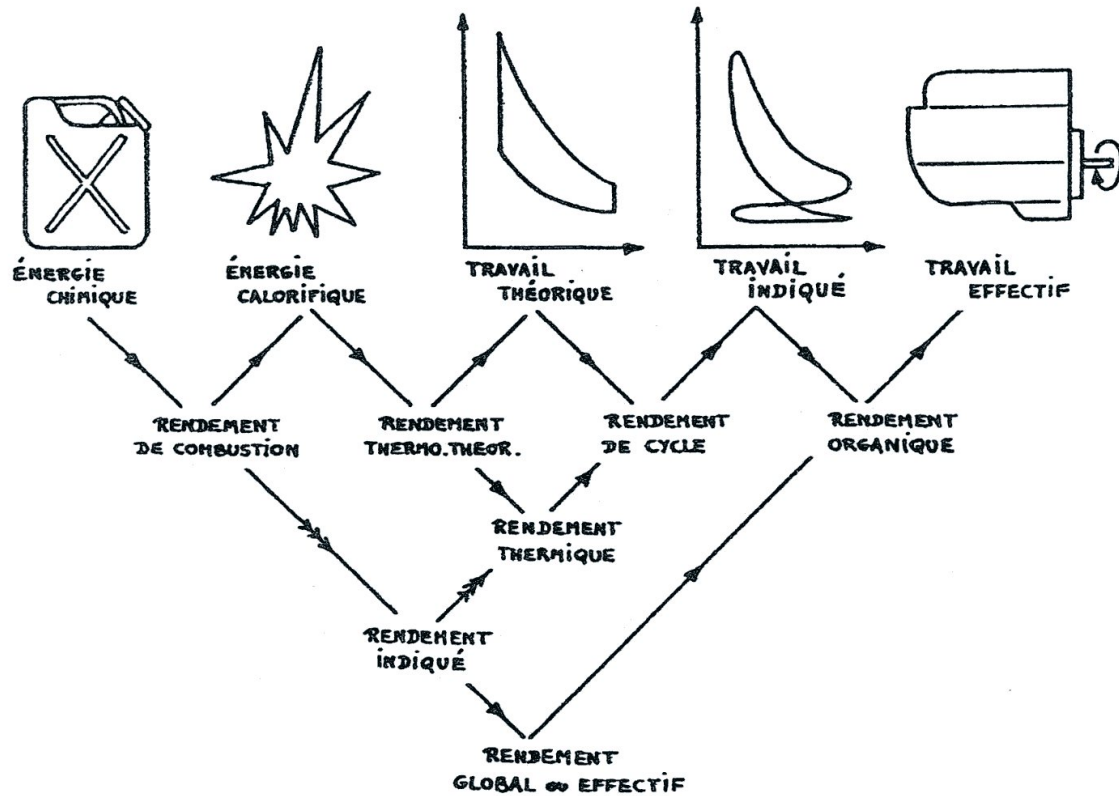 ÉNERGIE
CHIMIQUE
ÉNERGIE
CALORIFIQUE
TRAVAIL
THÉORIQUE
TRAVAIL
INDIQUÉ
TRAVAIL
EFFECTIF
RENDEMENT
DE COMBUSTION
RENDEMENT
THERMO.THEOR.
RENDEMENT
DE CYCLE
RENDEMENT
ORGANIQUE
RENDEMENT
THERMIQUE
RENDEMENT
INDIQUÉ
RENDEMENT
GLOBAL ou EFFECTIF